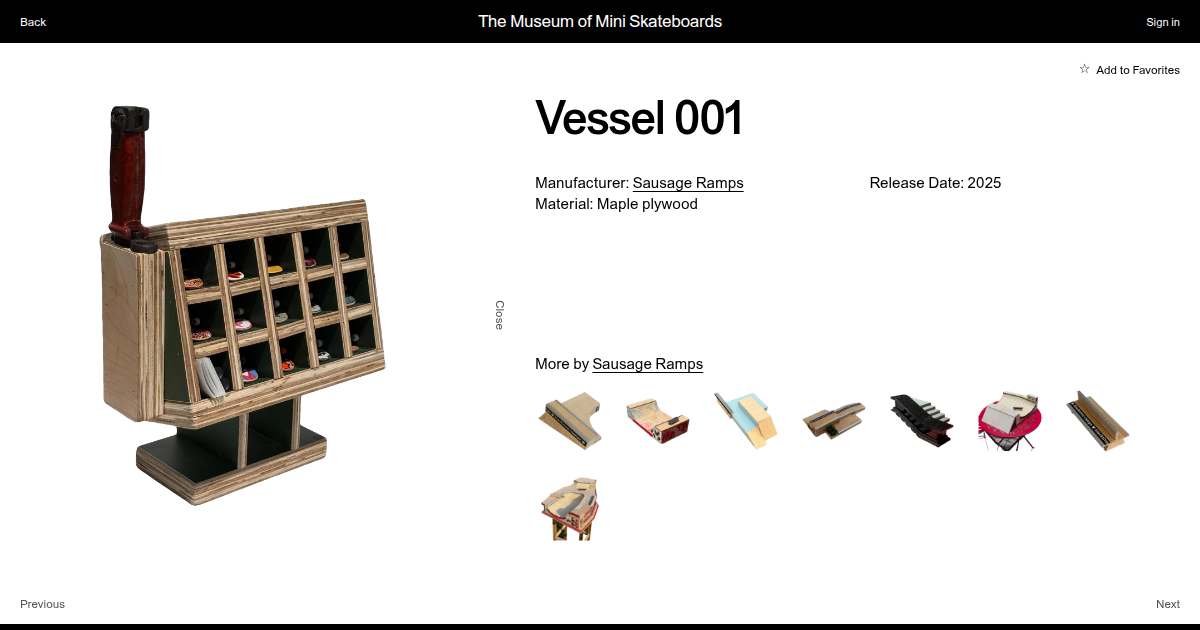 Back
The Museum of Mini Skateboards
Sign in
☆ Add to Favorites
Vessel 001
Manufacturer: Sausage Ramps
Release Date: 2025
Material: Maple plywood
Close
More by Sausage Ramps
Previous
Next